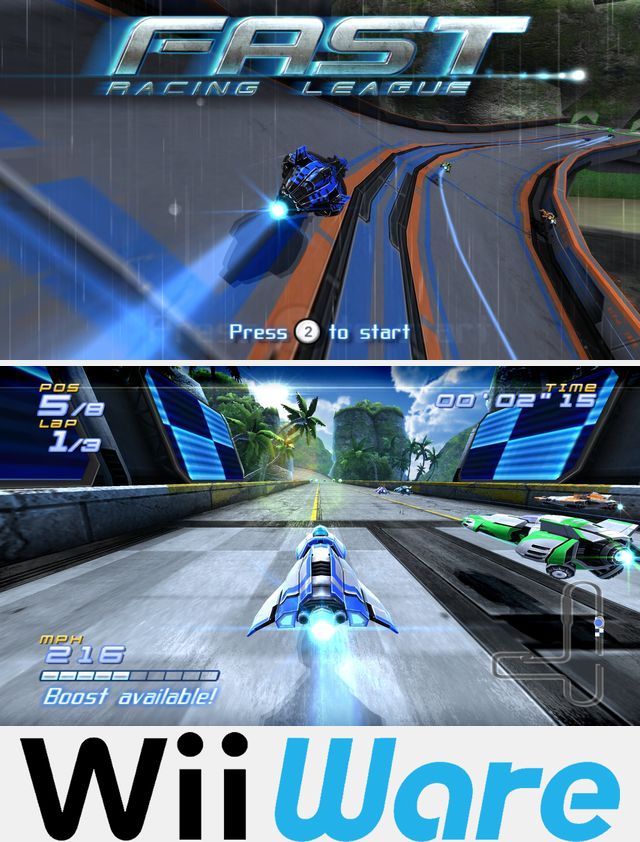 FAST
RACING LEAGUE
Press 2 to start
POS
5/8
LAP
1/3
TIME
00'02"15
MPH
216
Boost available!
WiiWare